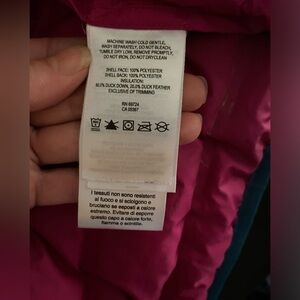 MACHINE WASH COLD GENTLE,
WASH SEPARATELY, DO NOT BLEACH,
TUMBLE DRY LOW, REMOVE PROMPTLY,
DO NOT IRON, DO NOT DRYCLEAN
SHELL FACE: 100% POLYESTER
SHELL BACK: 100% POLYESTER
INSULATION:
80.0% DUCK DOWN, 20.0% DUCK FEATHER
EXCLUSIVE OF TRIMMING
RN 69724
CA 05367
I tessuti non sono resistenti
al fuoco e si sciolgono e
bruciano se esposti a calore
estremo. Evitare di esporre
questo capo a calore forte,
fiamma o scintille.